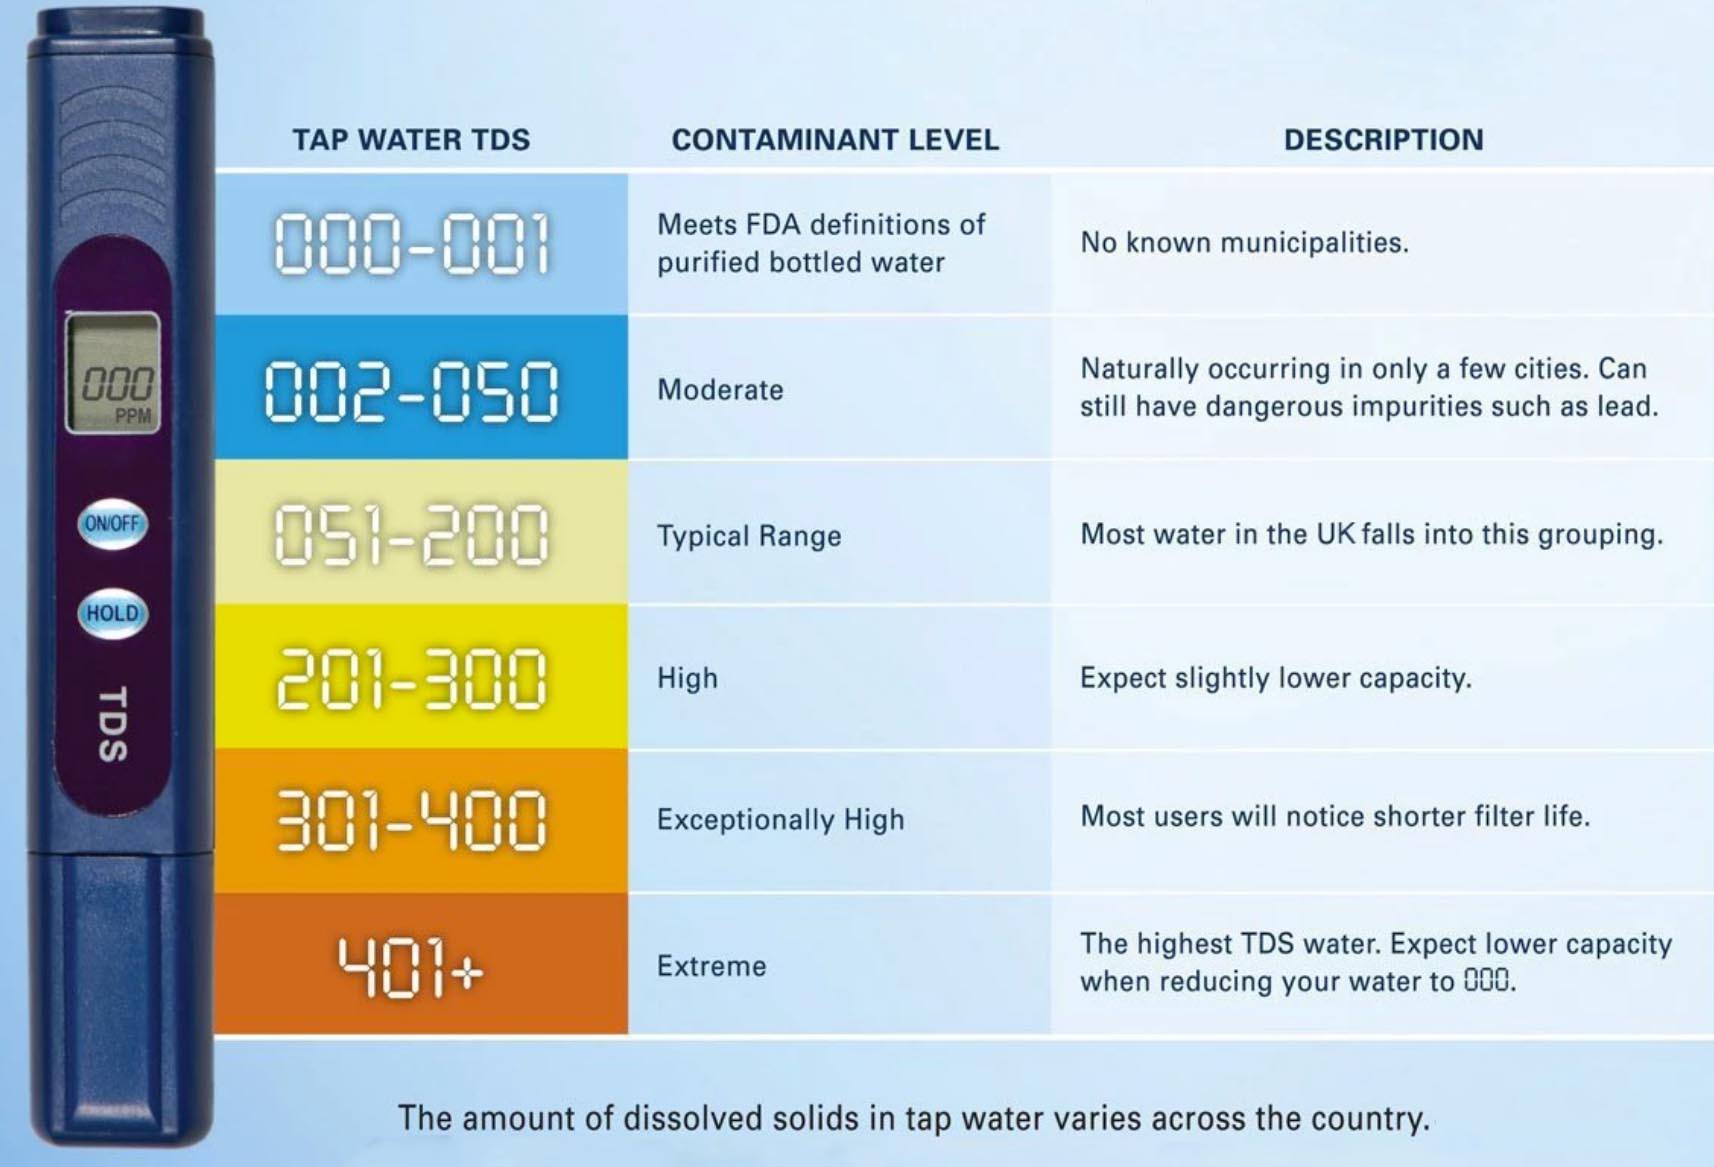 TAP WATER TDS
CONTAMINANT LEVEL
DESCRIPTION
000-001
Meets FDA definitions of
purified bottled water
No known municipalities.
002-050
Moderate
Naturally occurring in only a few cities. Can
still have dangerous impurities such as lead.
051-200
Typical Range
Most water in the UK falls into this grouping.
201-300
High
Expect slightly lower capacity.
301-400
Exceptionally High
Most users will notice shorter filter life.
401+
Extreme
The highest TDS water. Expect lower capacity
when reducing your water to 000.
000
PPM
ON/OFF
HOLD
TDS
The amount of dissolved solids in tap water varies across the country.